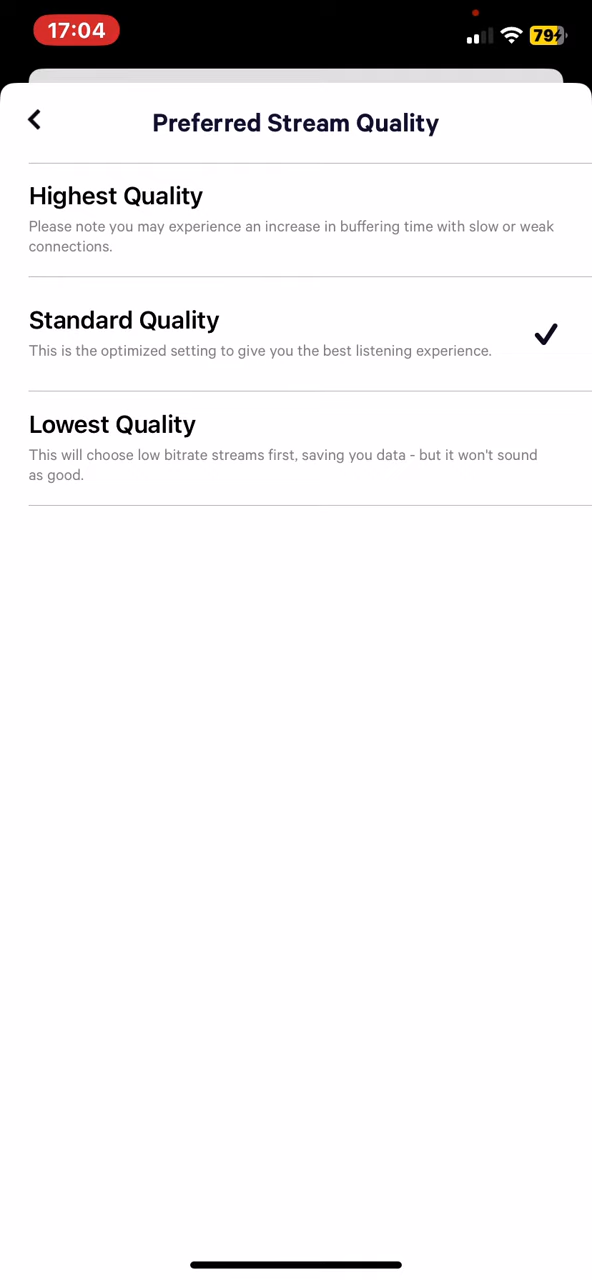 17:04
79
Preferred Stream Quality
Highest Quality
Please note you may experience an increase in buffering time with slow or weak
connections.
Standard Quality
This is the optimized setting to give you the best listening experience.
Lowest Quality
This will choose low bitrate streams first, saving you data - but it won't sound
as good.